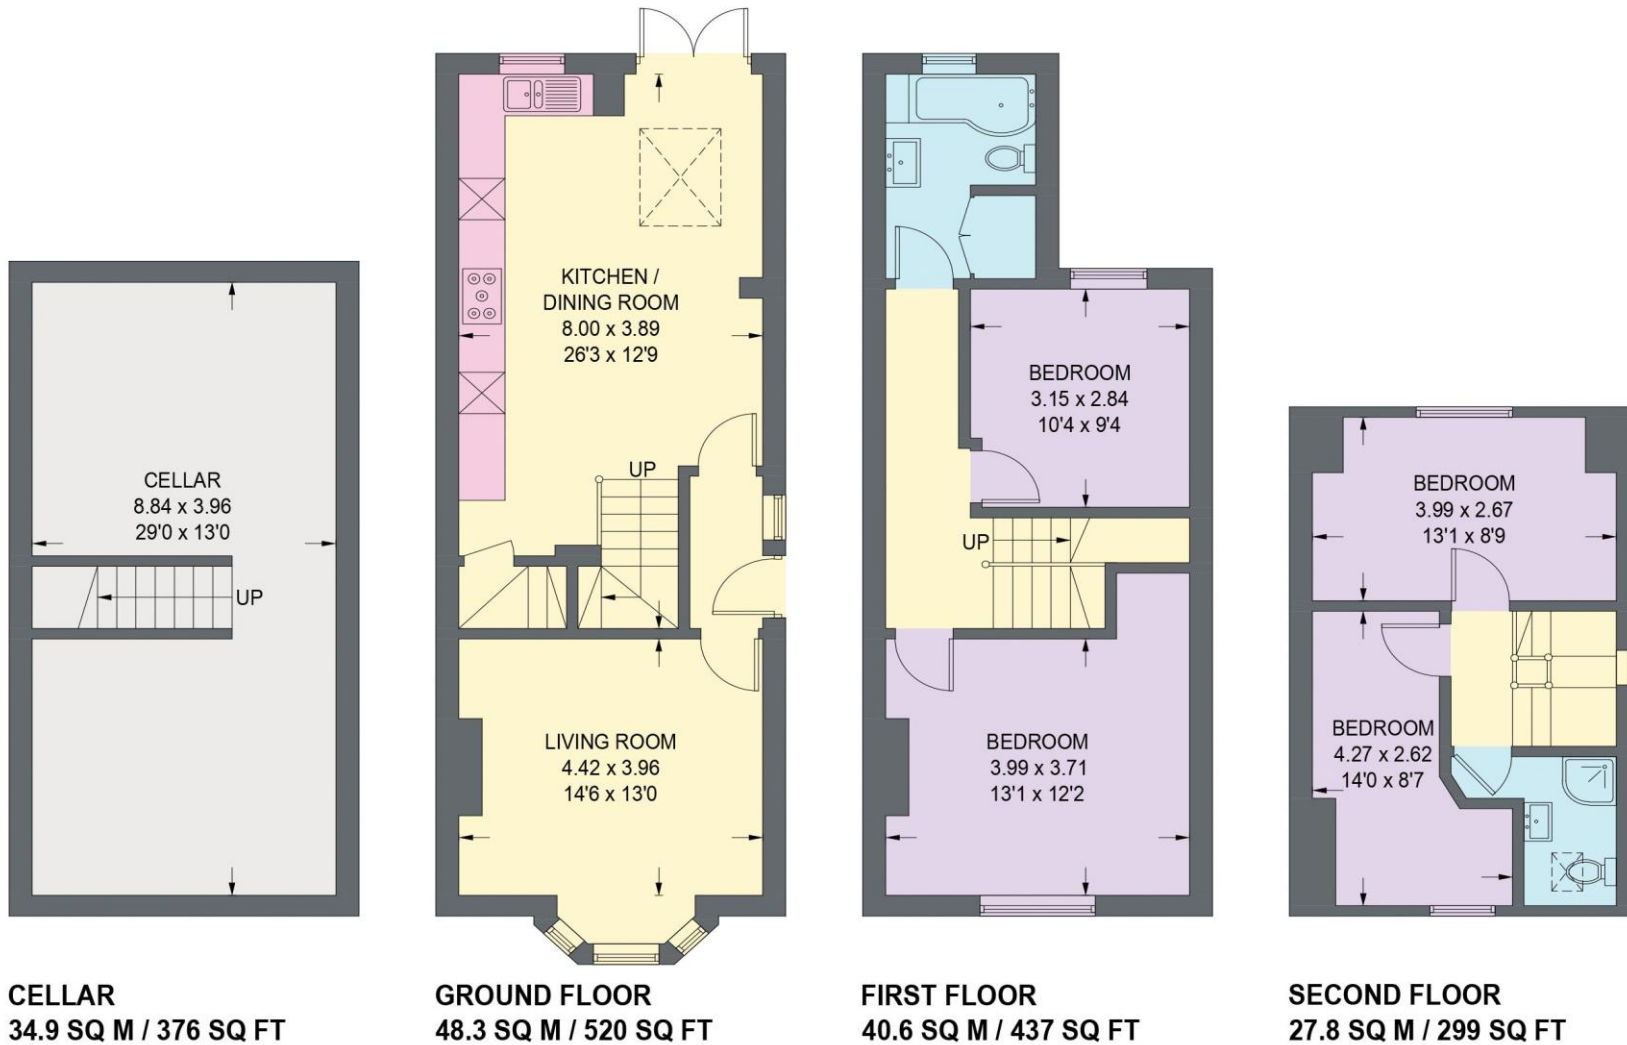 CELLAR
8.84 x 3.96
29'0 x 13'0
UP
KITCHEN /
DINING ROOM
8.00 x 3.89
26'3 x 12'9
UP
LIVING ROOM
4.42 x 3.96
14'6 x 13'0
BEDROOM
3.15 x 2.84
10'4 x 9'4
UP
BEDROOM
3.99 x 3.71
13'1 x 12'2
BEDROOM
3.99 x 2.67
13'1 x 8'9
BEDROOM
4.27 x 2.62
14'0 x 8'7
CELLAR
34.9 SQ M / 376 SQ FT
GROUND FLOOR
48.3 SQ M / 520 SQ FT
FIRST FLOOR
40.6 SQ M / 437 SQ FT
SECOND FLOOR
27.8 SQ M / 299 SQ FT